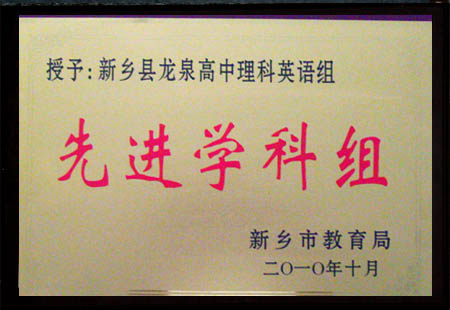 授予:新乡县龙泉高中理科英语组
先进学科组
新乡市教育局
二〇一〇年十月